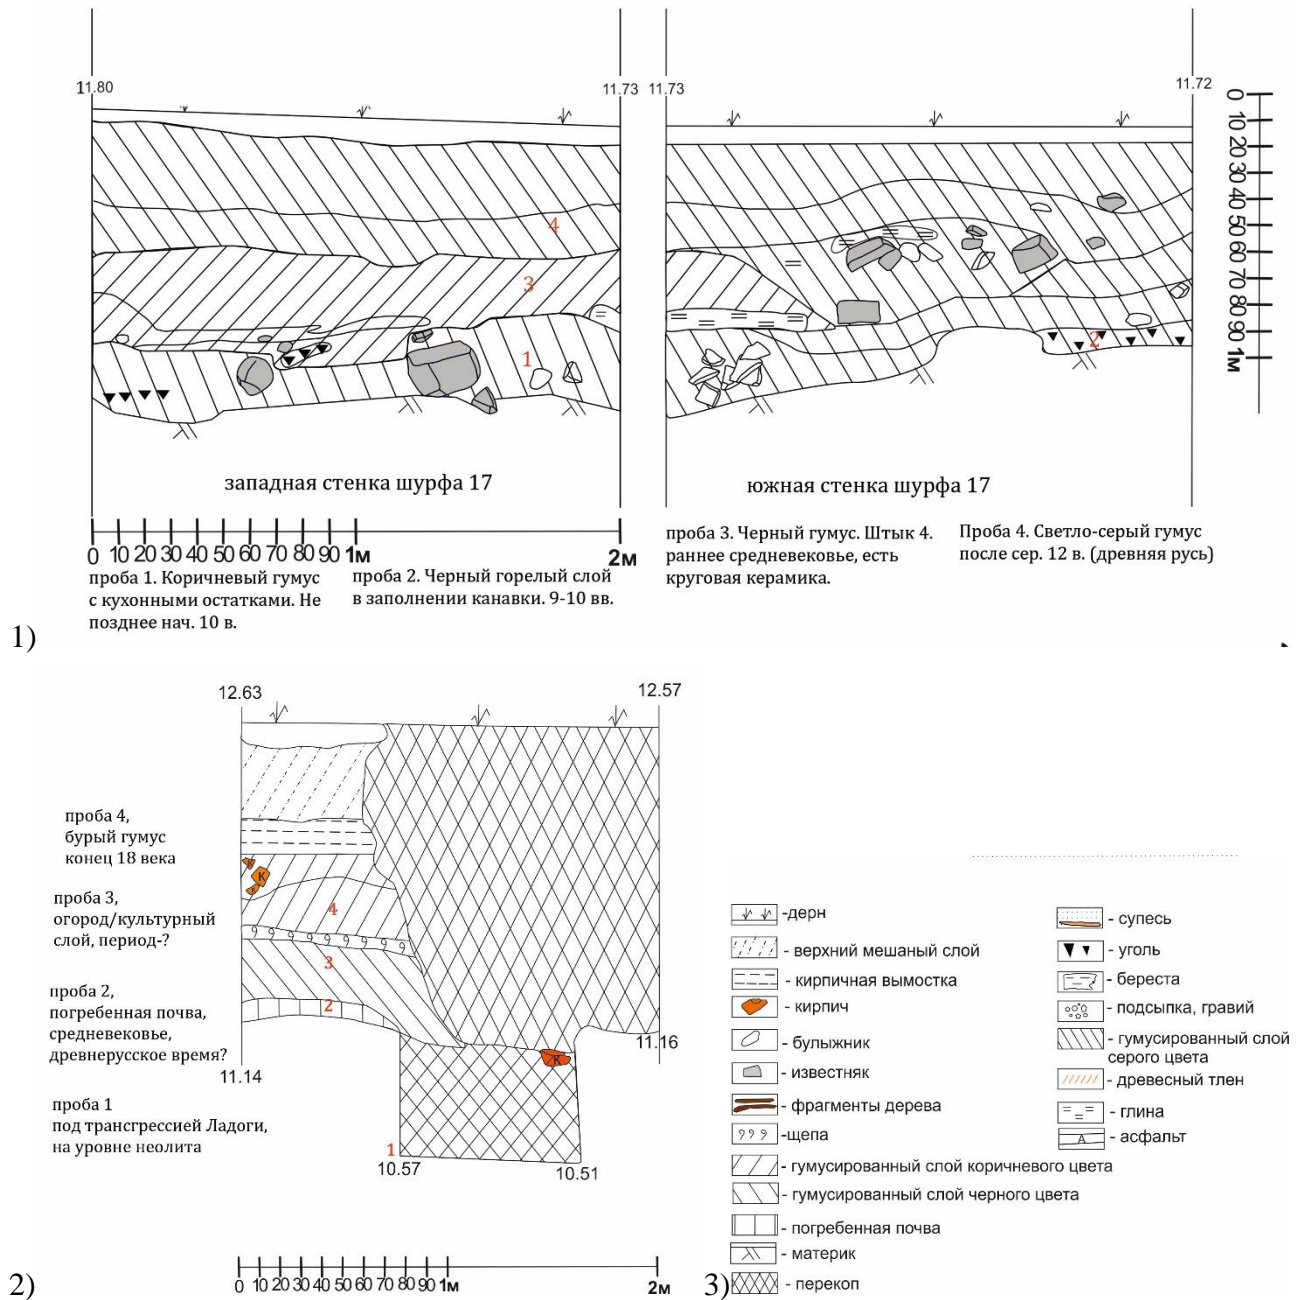 11.80
11.73
11.73
11.72
0
10
20
30
40
50
60
70
80
90
1м
4
3
1
2
западная стенка шурфа 17
южная стенка шурфа 17
0 10 20 30 40 50 60 70 80 90 1м 2м
проба 1. Коричневый гумус
с кухонными остатками. Не
позднее нач. 10 в.
проба 2. Черный горелый слой
в заполнении канавки. 9-10 вв.
проба 3. Черный гумус. Штык 4.
раннее средневековье, есть
круговая керамика.
Проба 4. Светло-серый гумус
после сер. 12 в. (древняя русь)
1)
12.63
12.57
проба 4,
бурый гумус
конец 18 века
проба 3,
огород/культурный
слой, период-?
проба 2,
погребенная почва,
средневековье,
древнерусское время?
проба 1
под трансгрессией Ладоги,
на уровне неолита
К
К
К
4
3
2
11.14
11.16
К
1
10.57
10.51
0 10 20 30 40 50 60 70 80 90 1м 2м
2)
-дерн
- верхний мешаный слой
- кирпичная вымостка
- кирпич
- булыжник
- известняк
- фрагменты дерева
-щепа
- гумусированный слой коричневого цвета
- гумусированный слой черного цвета
- погребенная почва
- материк
- перекоп
- супесь
- уголь
- береста
- подсыпка, гравий
- гумусированный слой
серого цвета
- древесный тлен
- глина
А
- асфальт
3)